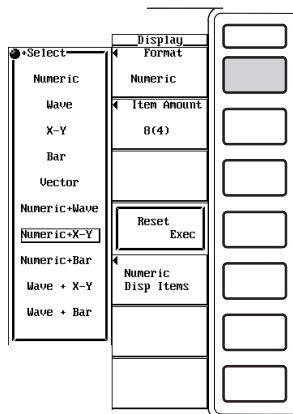 Select
Numeric
Wave
X-Y
Bar
Vector
Numeric+Wave
Numeric+X-Y
Numeric+Bar
Wave + X-Y
Wave + Bar
Display
Format
Numeric
Item Amount
8(4)
Reset
Exec
Numeric
Disp Items